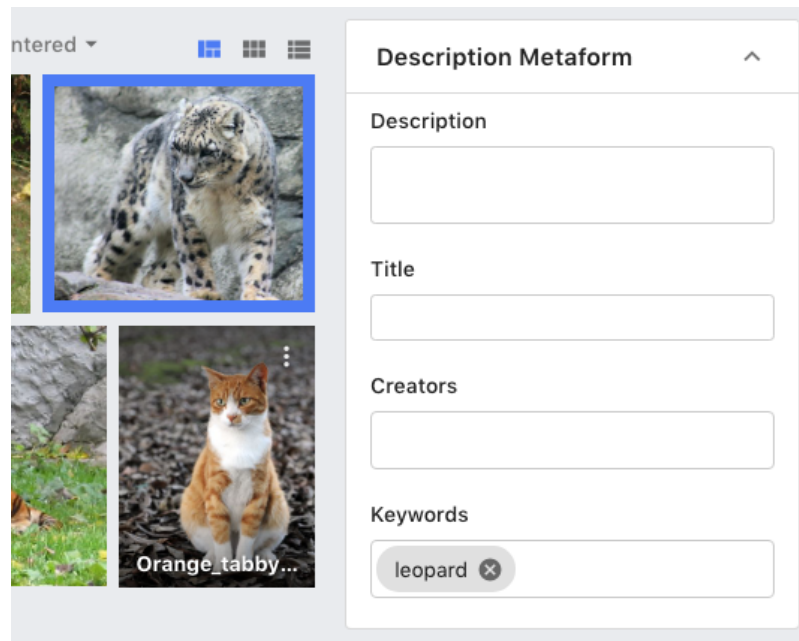 ntered
Description Metaform
Description
Title
Creators
Keywords
leopard
Orange_tabby...